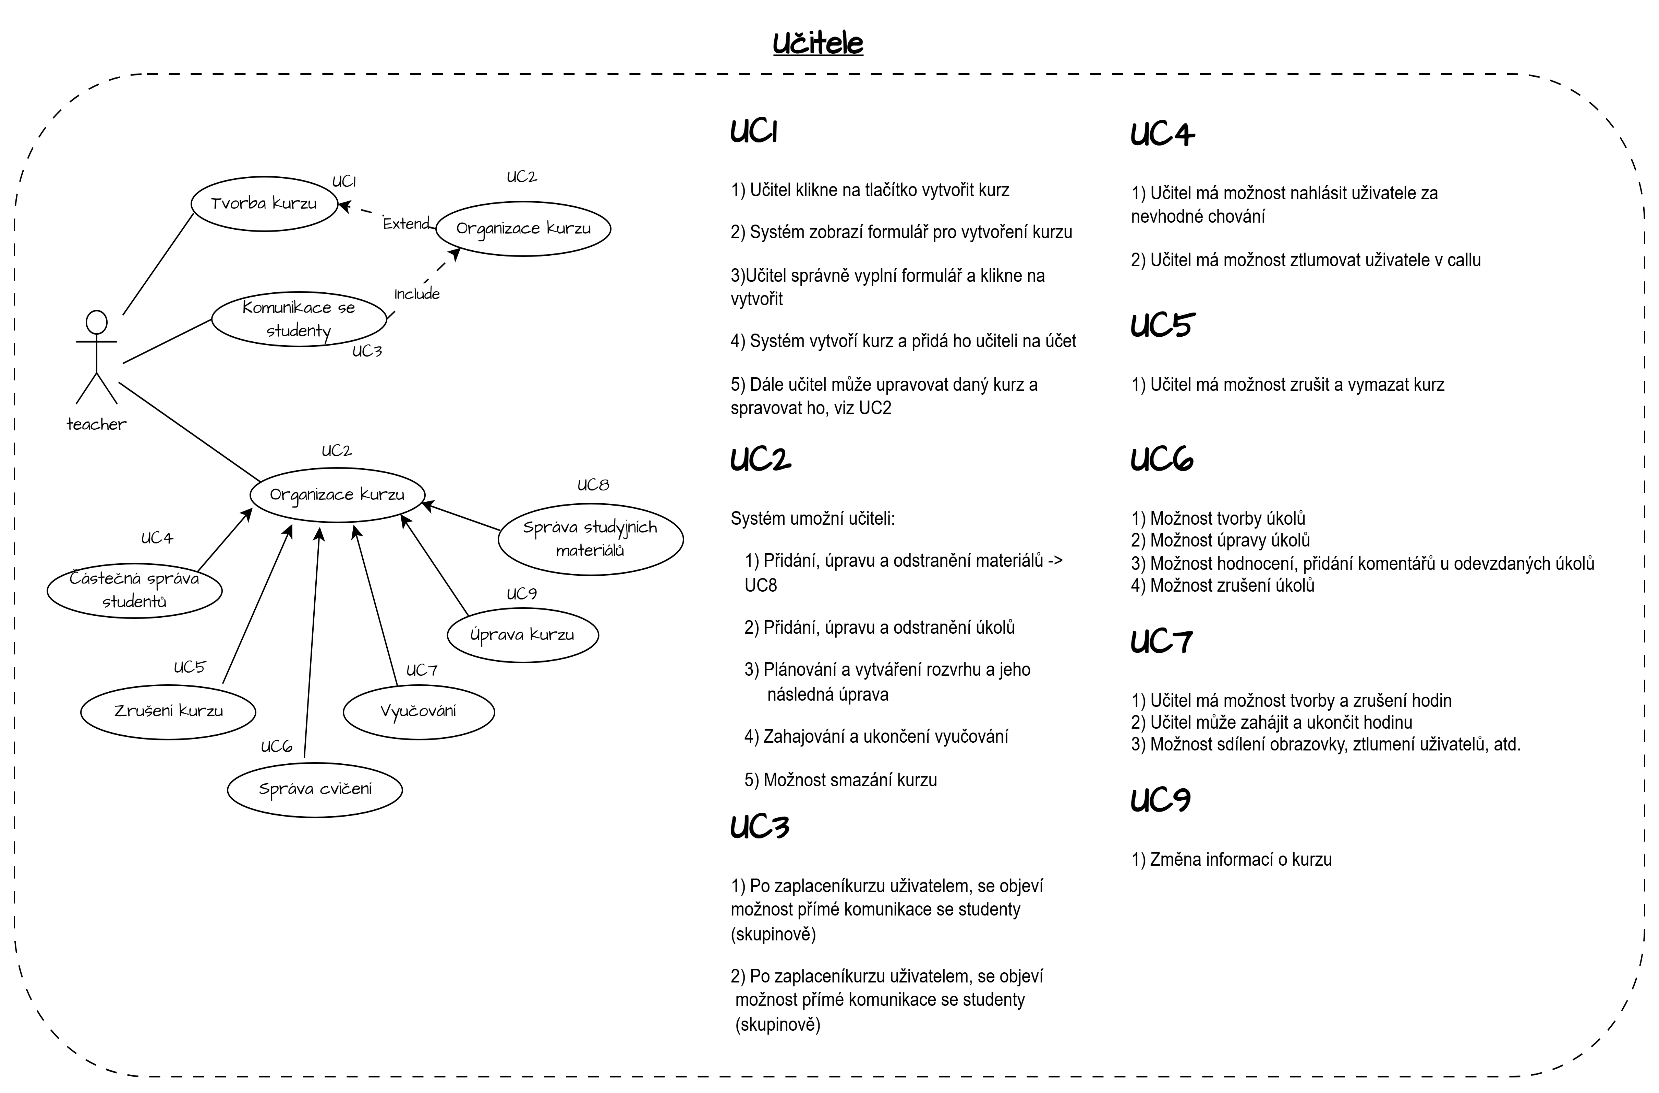 Učitele
UC1
Tvorba kurzu
UC2
Extend
Organizace kurzu
Include
Komunikace se
studenty
UC3
teacher
UC2
Organizace kurzu
UC8
Správa studyjních
materiálů
UC4
Částečná správa
studentů
UC9
Úprava kurzu
UC5
Zrušení kurzu
UC7
Vyučování
UC6
Správa cvičení
UC1
1) Učitel klikne na tlačítko vytvořit kurz
2) Systém zobrazí formulář pro vytvoření kurzu
3)Učitel správně vyplní formulář a klikne na
vytvořit
4) Systém vytvoří kurz a přidá ho učiteli na účet
5) Dále učitel může upravovat daný kurz a
spravovat ho, viz UC2
UC2
Systém umožní učiteli:
1) Přidání, úpravu a odstranění materiálů ->
UC8
2) Přidání, úpravu a odstranění úkolů
3) Plánování a vytváření rozvrhu a jeho
následná úprava
4) Zahajování a ukončení vyučování
5) Možnost smazání kurzu
UC3
1) Po zaplaceníkurzu uživatelem, se objeví
možnost přímé komunikace se studenty
(skupinově)
2) Po zaplaceníkurzu uživatelem, se objeví
možnost přímé komunikace se studenty
(skupinově)
UC4
1) Učitel má možnost nahlásit uživatele za
nevhodné chování
2) Učitel má možnost ztlumovat uživatele v callu
UC5
1) Učitel má možnost zrušit a vymazat kurz
UC6
1) Možnost tvorby úkolů
2) Možnost úpravy úkolů
3) Možnost hodnocení, přidání komentářů u odevzdaných úkolů
4) Možnost zrušení úkolů
UC7
1) Učitel má možnost tvorby a zrušení hodin
2) Učitel může zahájit a ukončit hodinu
3) Možnost sdílení obrazovky, ztlumení uživatelů, atd.
UC9
1) Změna informací o kurzu